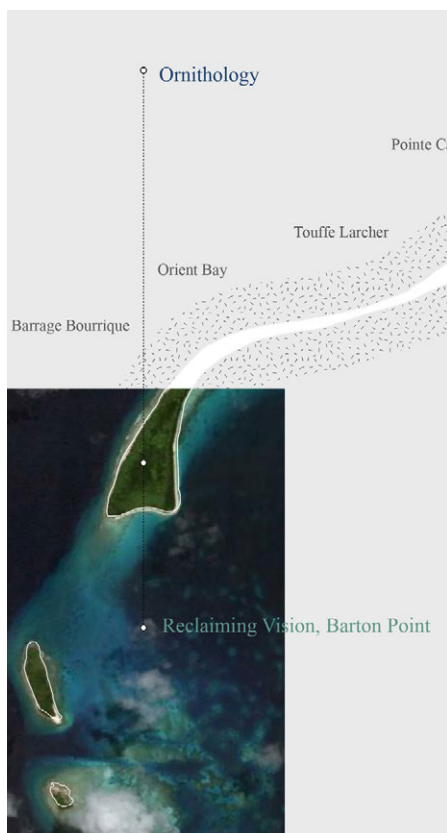 Ornithology
Pointe Ca
Touffe Larcher
Orient Bay
Barrage Bourrique
Reclaiming Vision, Barton Point